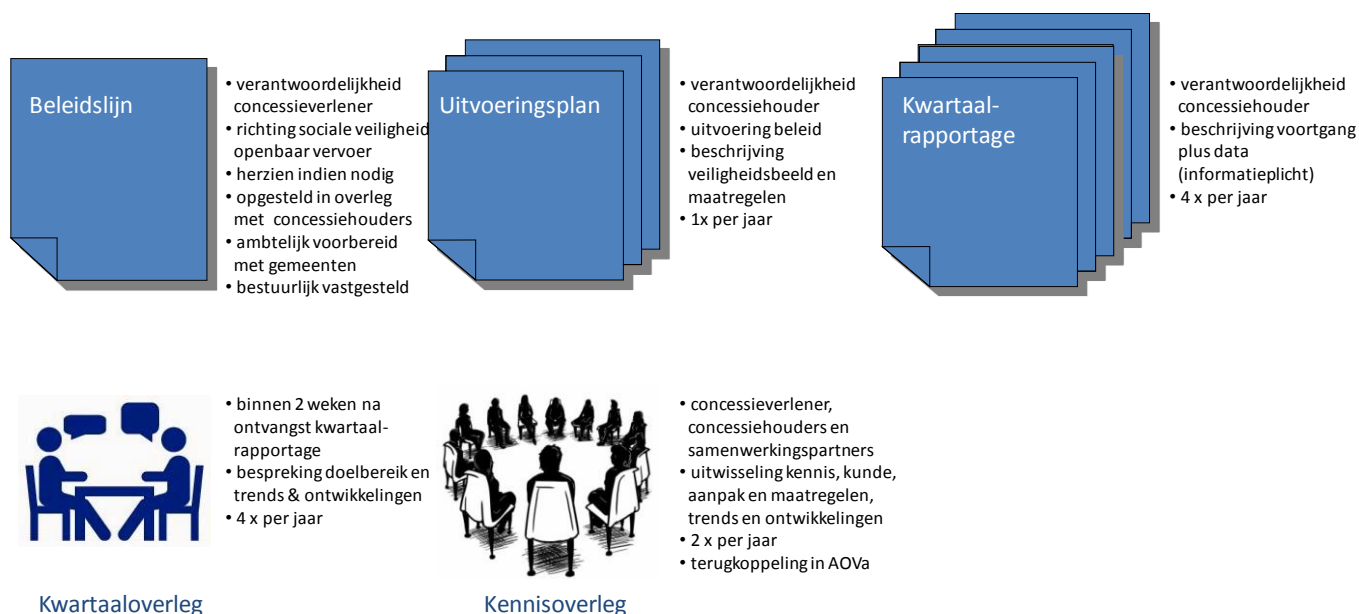 Beleidslijn
• verantwoordelijkheid
concessieverlener
• richting sociale veiligheid
openbaar vervoer
• herzien indien nodig
• opgesteld in overleg
met concessiehouders
• ambtelijk voorbereid
met gemeenten
• bestuurlijk vastgesteld
Uitvoeringsplan
• verantwoordelijkheid
concessiehouder
• uitvoering beleid
• beschrijving
veiligheidsbeeld en
maatregelen
• 1x per jaar
Kwartaal-
rapportage
• verantwoordelijkheid
concessiehouder
• beschrijving voortgang
plus data
(informatieplicht)
• 4 x per jaar
• binnen 2 weken na
ontvangst kwartaal-
rapportage
• bespreking doelbereik en
trends & ontwikkelingen
• 4 x per jaar
Kwartaaloverleg
• concessieverlener,
concessiehouders en
samenwerkingspartners
• uitwisseling kennis, kunde,
aanpak en maatregelen,
trends en ontwikkelingen
• 2 x per jaar
• terugkoppeling in AOVa
Kennisoverleg